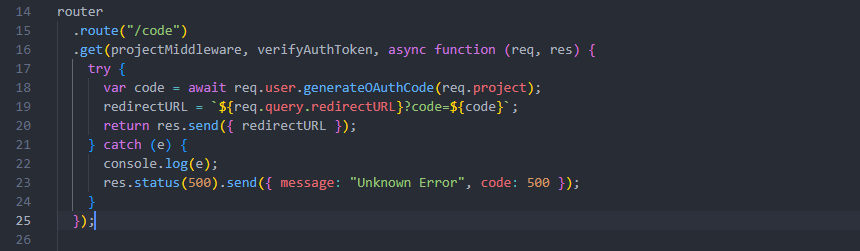 14 router
15 .route("/code")
16 .get(projectMiddleware, verifyAuthToken, async function (req, res) {
17 try {
18 var code = await req.user.generateOAuthCode(req.project);
19 redirectURL = `${req.query.redirectURL}?code=${code}`;
20 return res.send({ redirectURL });
21 } catch (e) {
22 console.log(e);
23 res.status(500).send({ message: "Unknown Error", code: 500 });
24 }
25 });
26